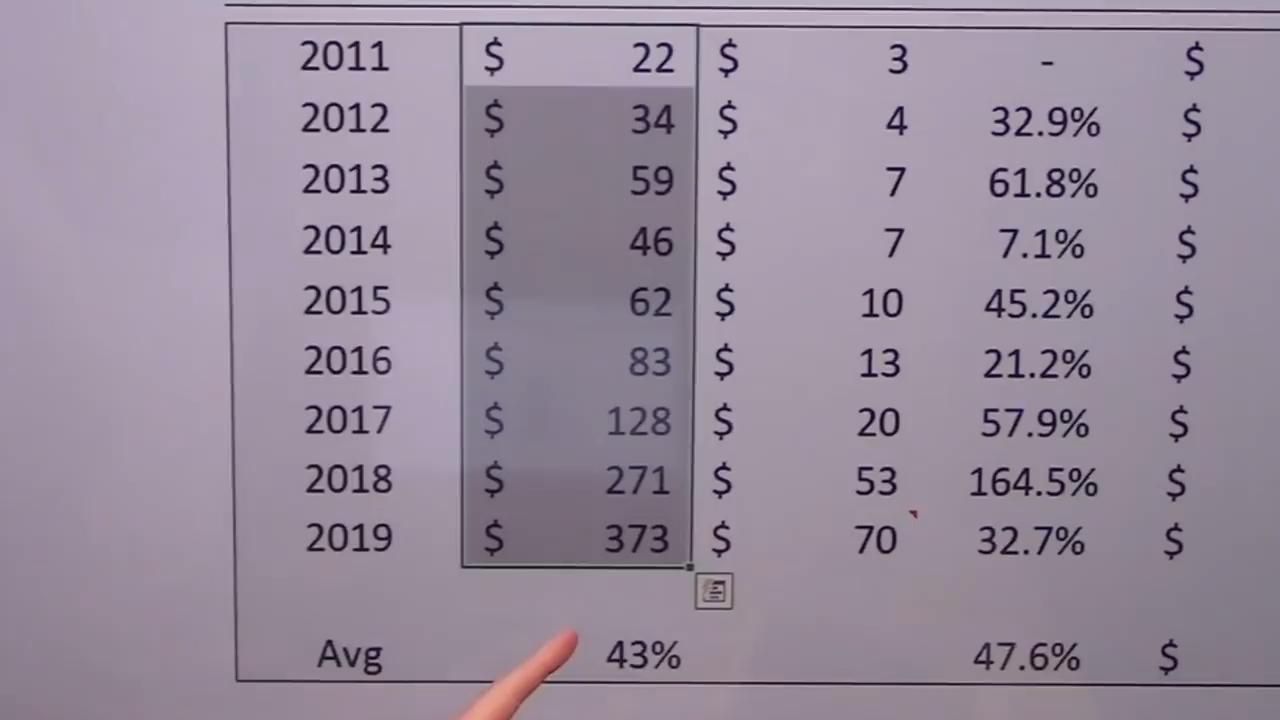 2011 $ 22 $ 3 - $
2012 $ 34 $ 4 32.9% $
2013 $ 59 $ 7 61.8% $
2014 $ 46 $ 7 7.1% $
2015 $ 62 $ 10 45.2% $
2016 $ 83 $ 13 21.2% $
2017 $ 128 $ 20 57.9% $
2018 $ 271 $ 53 164.5% $
2019 $ 373 $ 70 32.7% $
Avg 43% 47.6% $